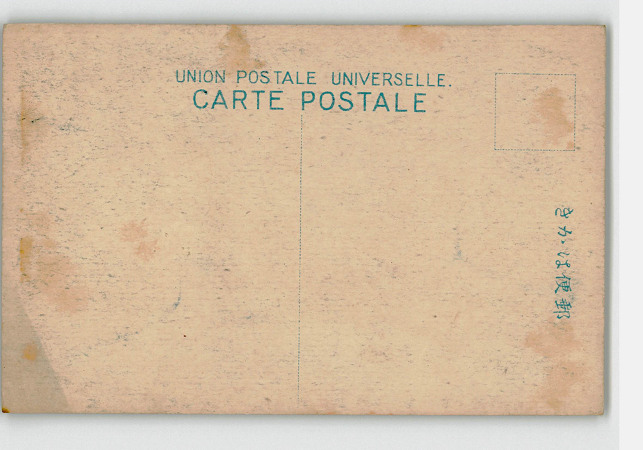 UNION POSTALE UNIVERSELLE.
CARTE POSTALE
郵便はかき